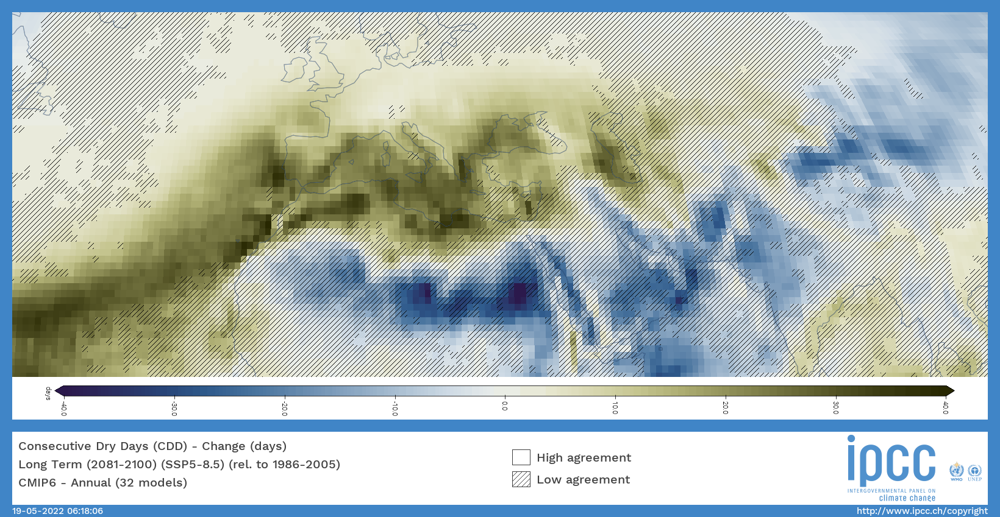 days
-40.0
-30.0
-20.0
-10.0
0.0
10.0
20.0
30.0
40.0
Consecutive Dry Days (CDD) - Change (days)
Long Term (2081-2100) (SSP5-8.5) (rel. to 1986-2005)
CMIP6 - Annual (32 models)
High agreement
Low agreement
ipcc
INTERGOVERNMENTAL PANEL ON
climate change
WMO
UNEP
19-05-2022 06:18:06
http://www.ipcc.ch/copyright